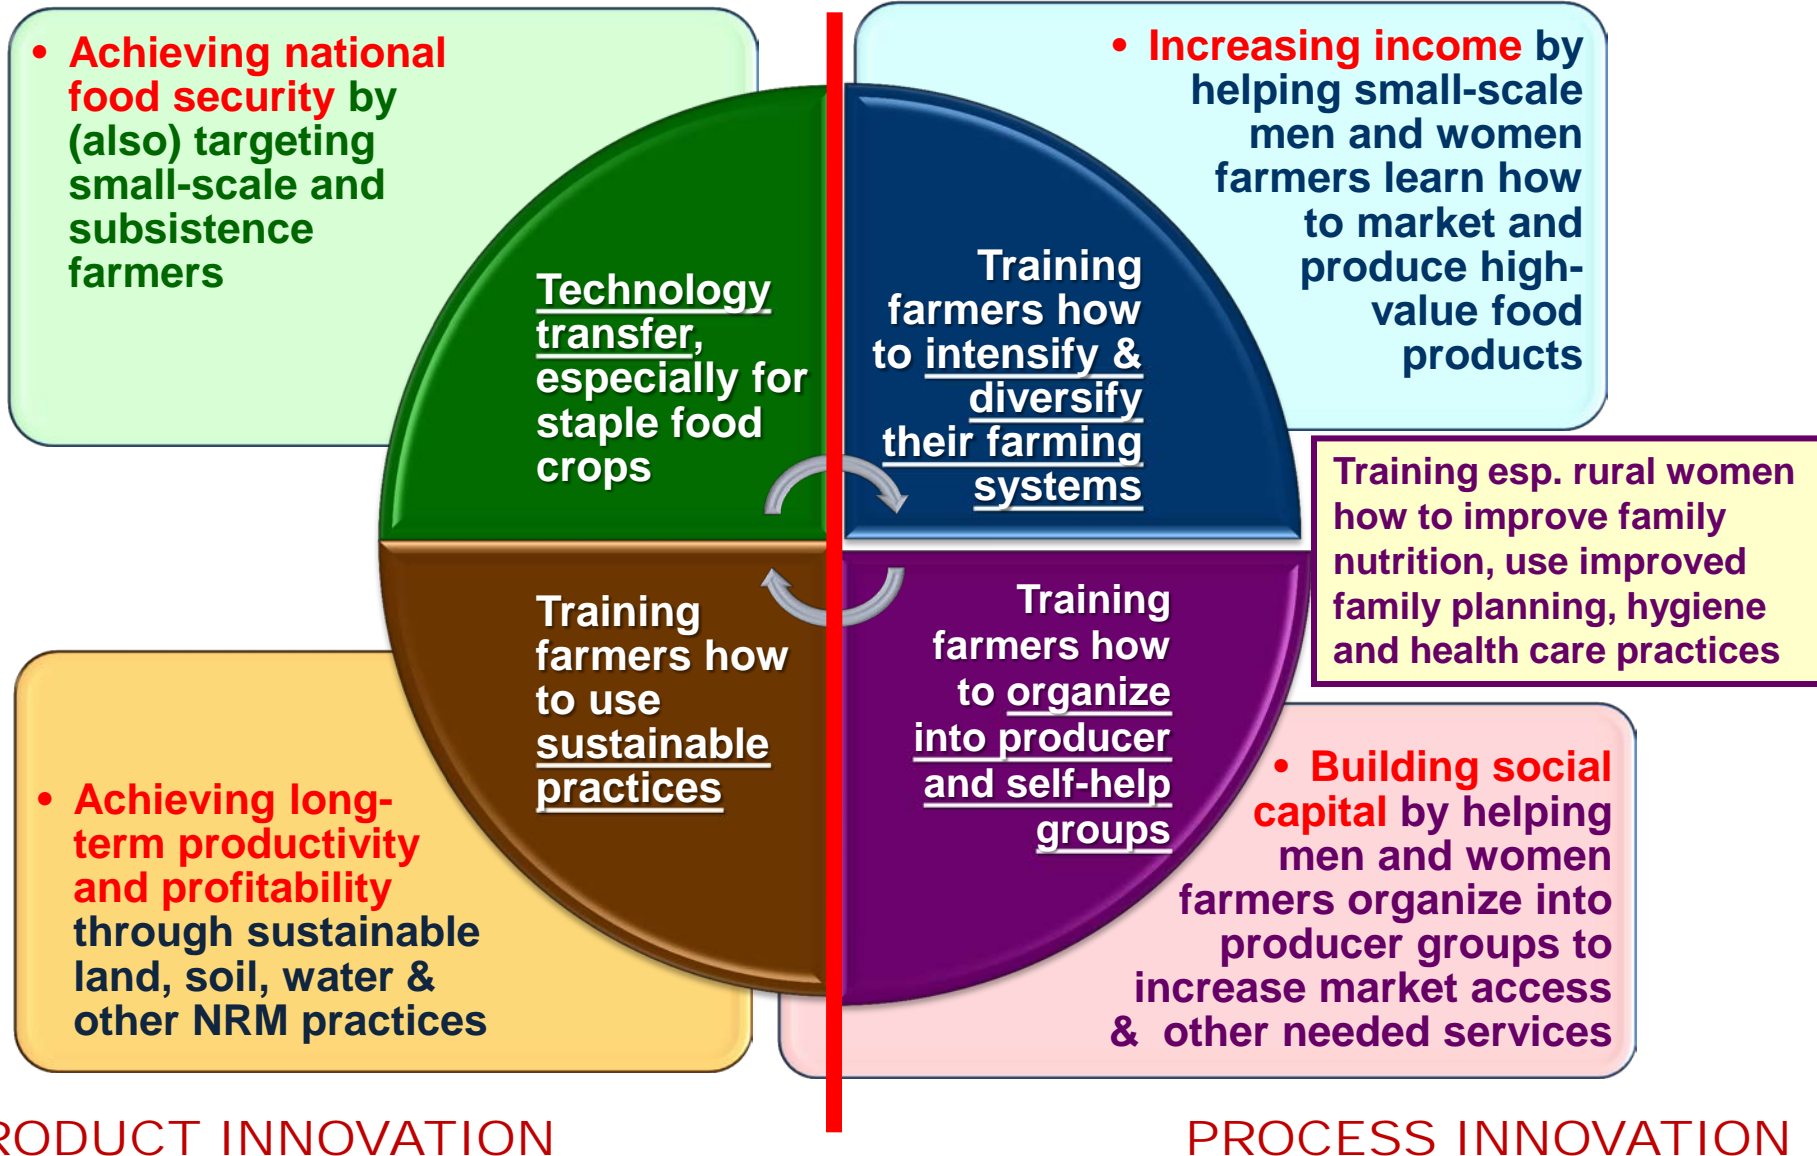 • Achieving national
food security by
(also) targeting
small-scale and
subsistence
farmers
• Increasing income by
helping small-scale
men and women
farmers learn how
to market and
produce high-
value food
products
Technology
transfer,
especially for
staple food
crops
Training
farmers how
to intensify &
diversify
their farming
systems
Training esp. rural women
how to improve family
nutrition, use improved
family planning, hygiene
and health care practices
Training
farmers how
to use
sustainable
practices
Training
farmers how
to organize
into producer
and self-help
groups
• Achieving long-
term productivity
and profitability
through sustainable
land, soil, water &
other NRM practices
• Building social
capital by helping
men and women
farmers organize into
producer groups to
increase market access
& other needed services
RODUCT INNOVATION
PROCESS INNOVATION